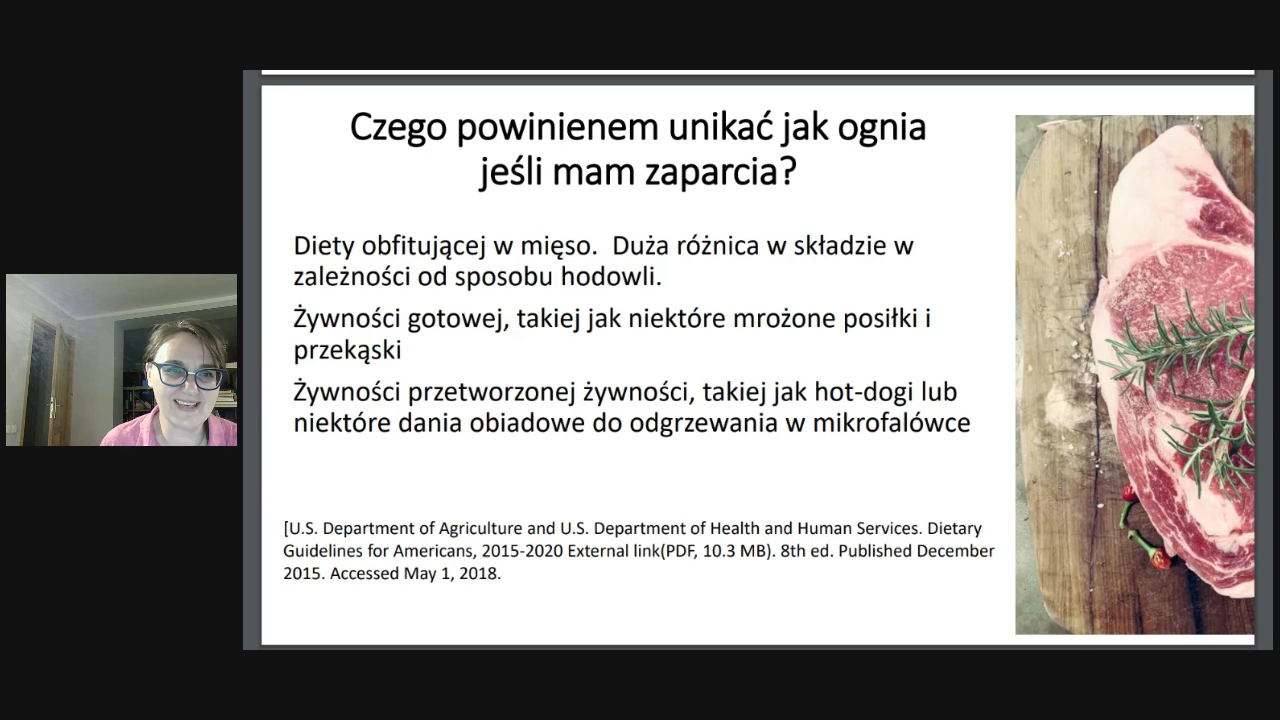 Czego powinienem unikać jak ognia
jeśli mam zaparcia?
Diety obfitującej w mięso.  Duża różnica w składzie w
zależności od sposobu hodowli.
Żywności gotowej, takiej jak niektóre mrożone posiłki i
przekąski
Żywności przetworzonej żywności, takiej jak hot-dogi lub
niektóre dania obiadowe do odgrzewania w mikrofalówce
[U.S. Department of Agriculture and U.S. Department of Health and Human Services. Dietary
Guidelines for Americans, 2015-2020 External link(PDF, 10.3 MB). 8th ed. Published December
2015. Accessed May 1, 2018.